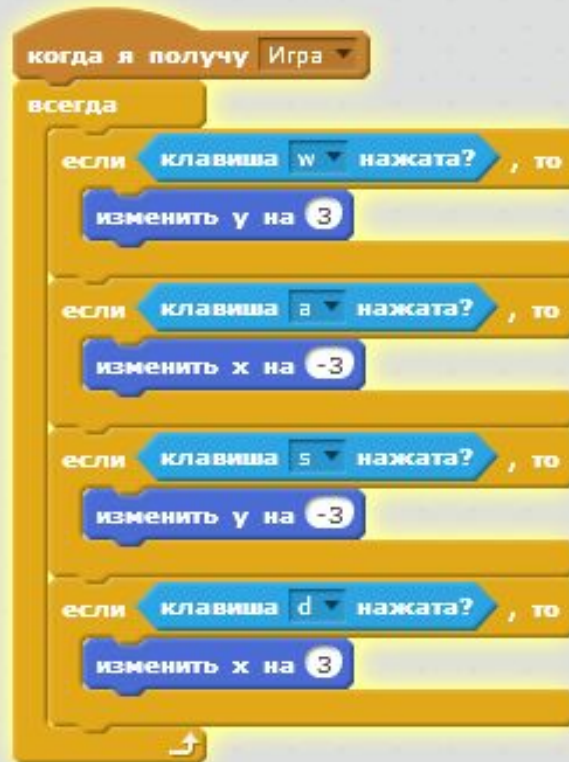 когда я получу Игра
всегда
если клавиша w нажата? , то
изменить y на 3
если клавиша a нажата? , то
изменить x на -3
если клавиша s нажата? , то
изменить y на -3
если клавиша d нажата? , то
изменить x на 3